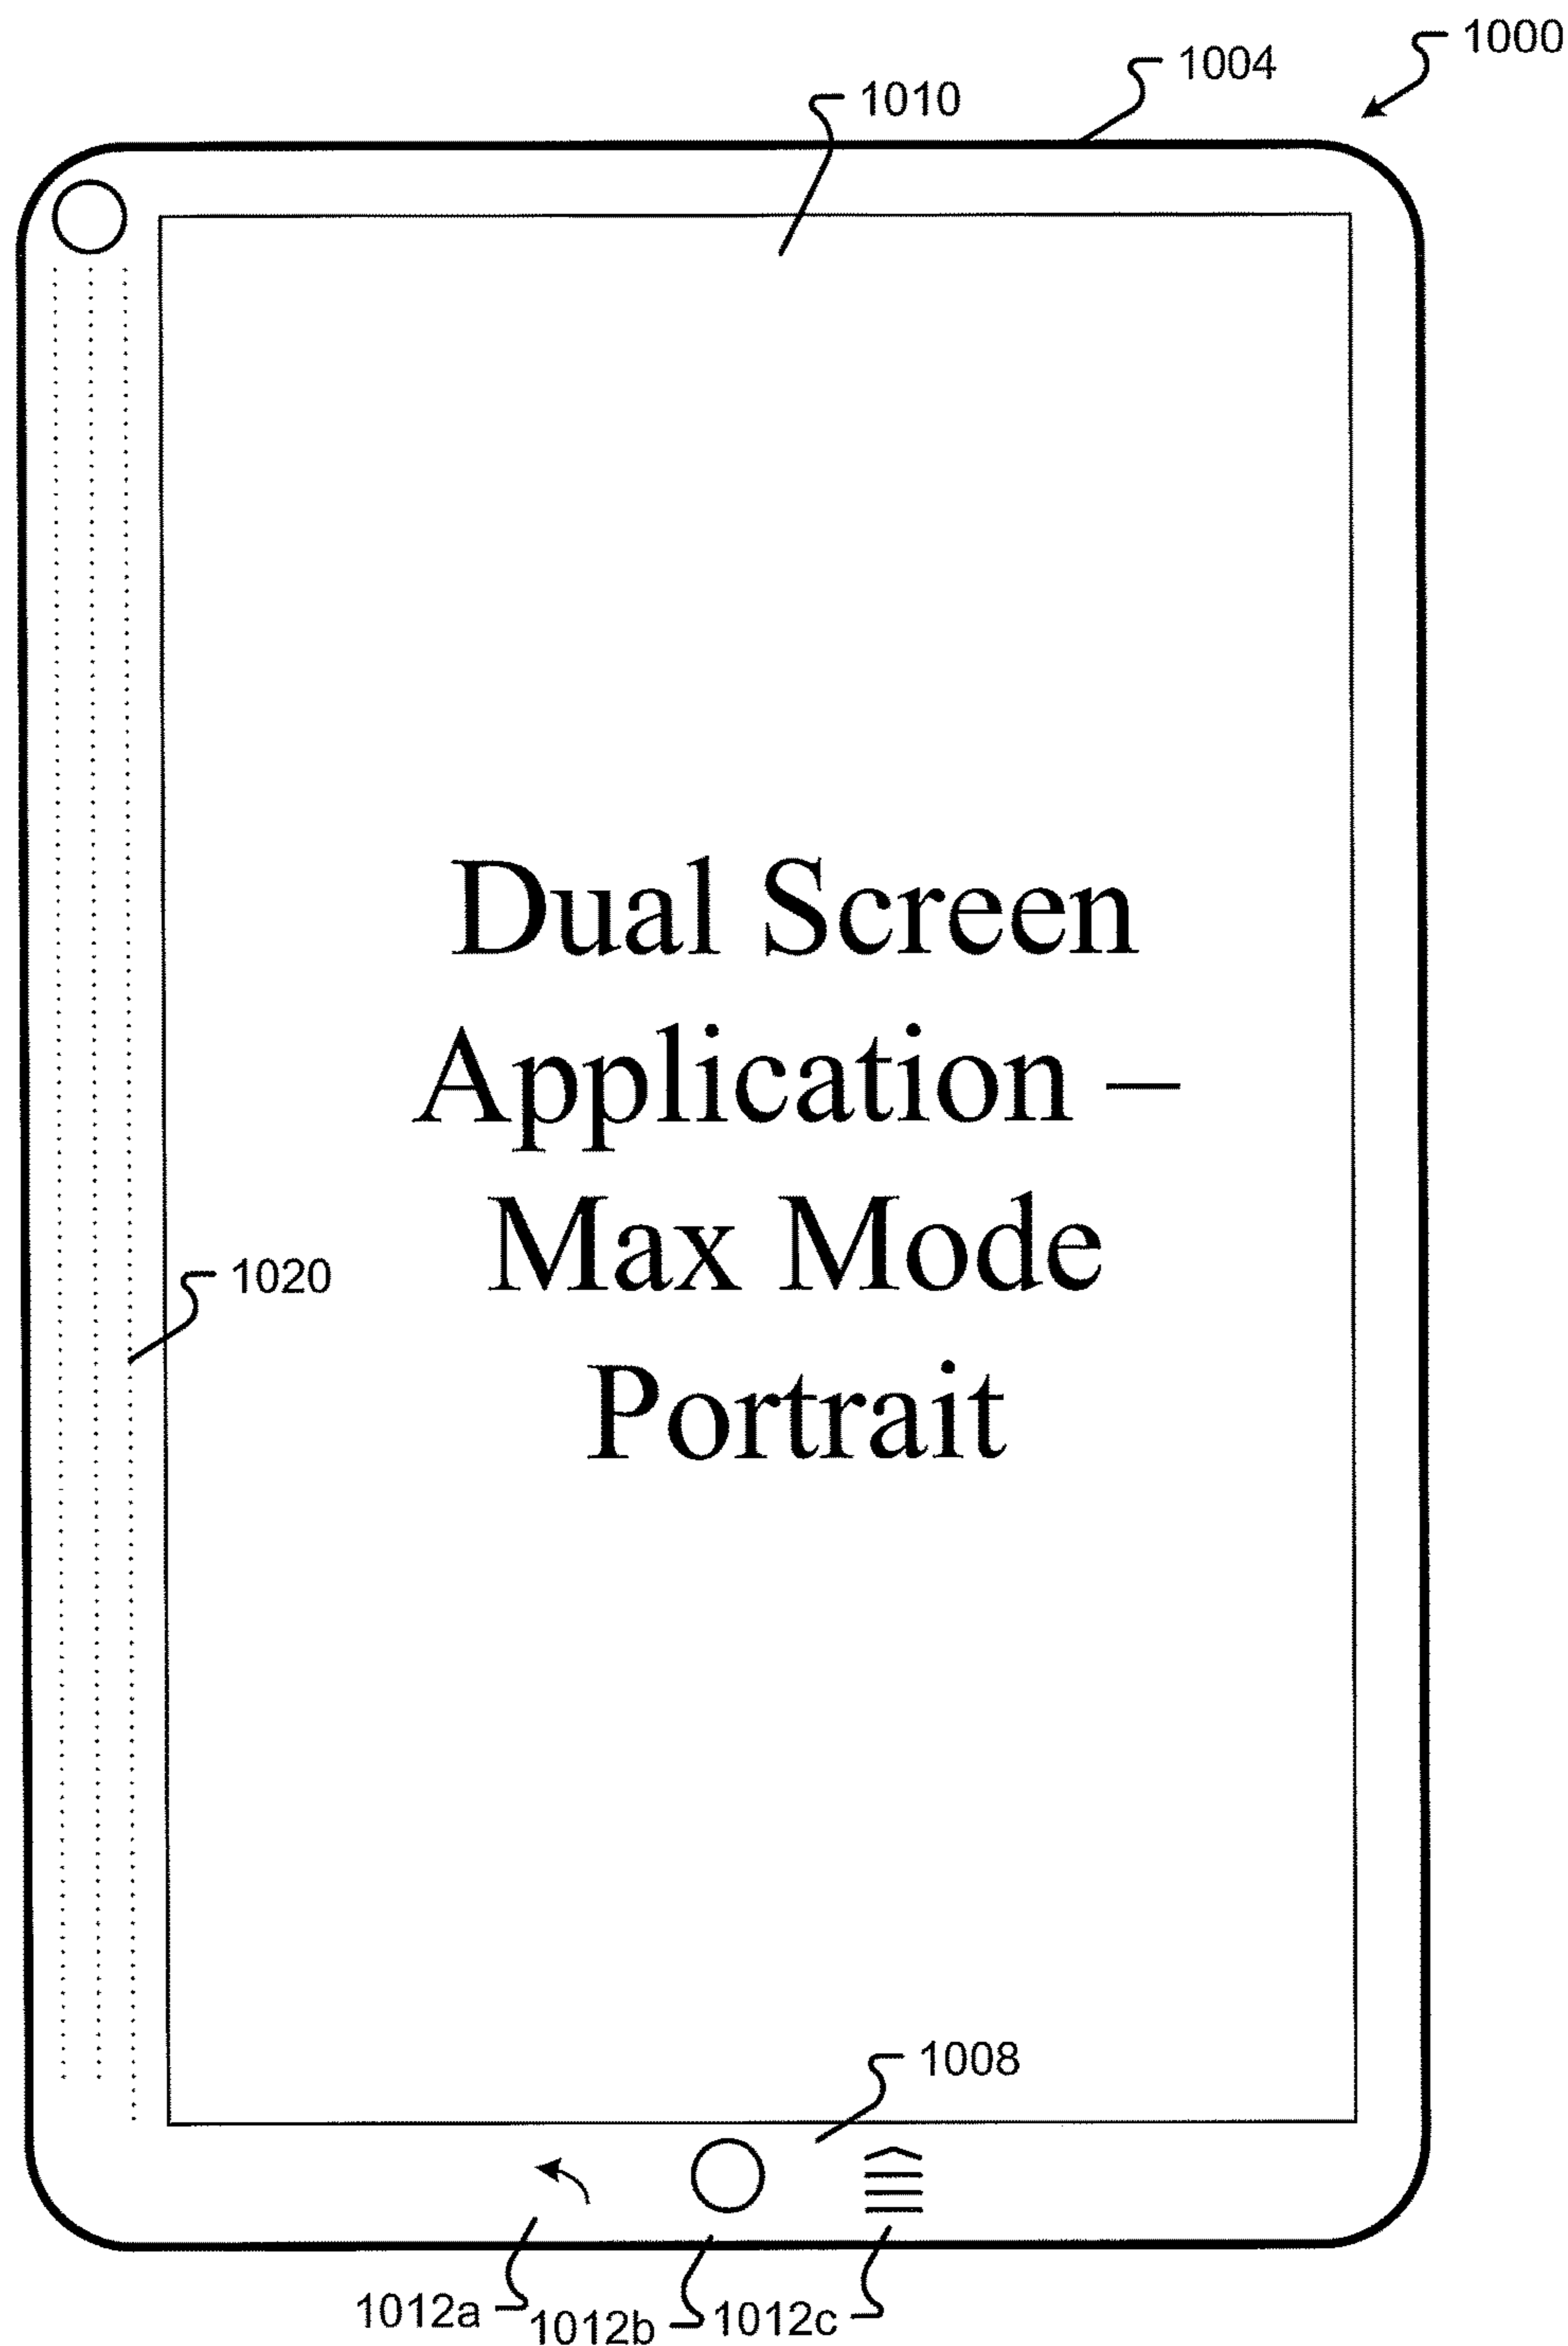 1000
1004
1010
Dual Screen
Application –
Max Mode
Portrait
1020
1008
1012a
1012b
1012c